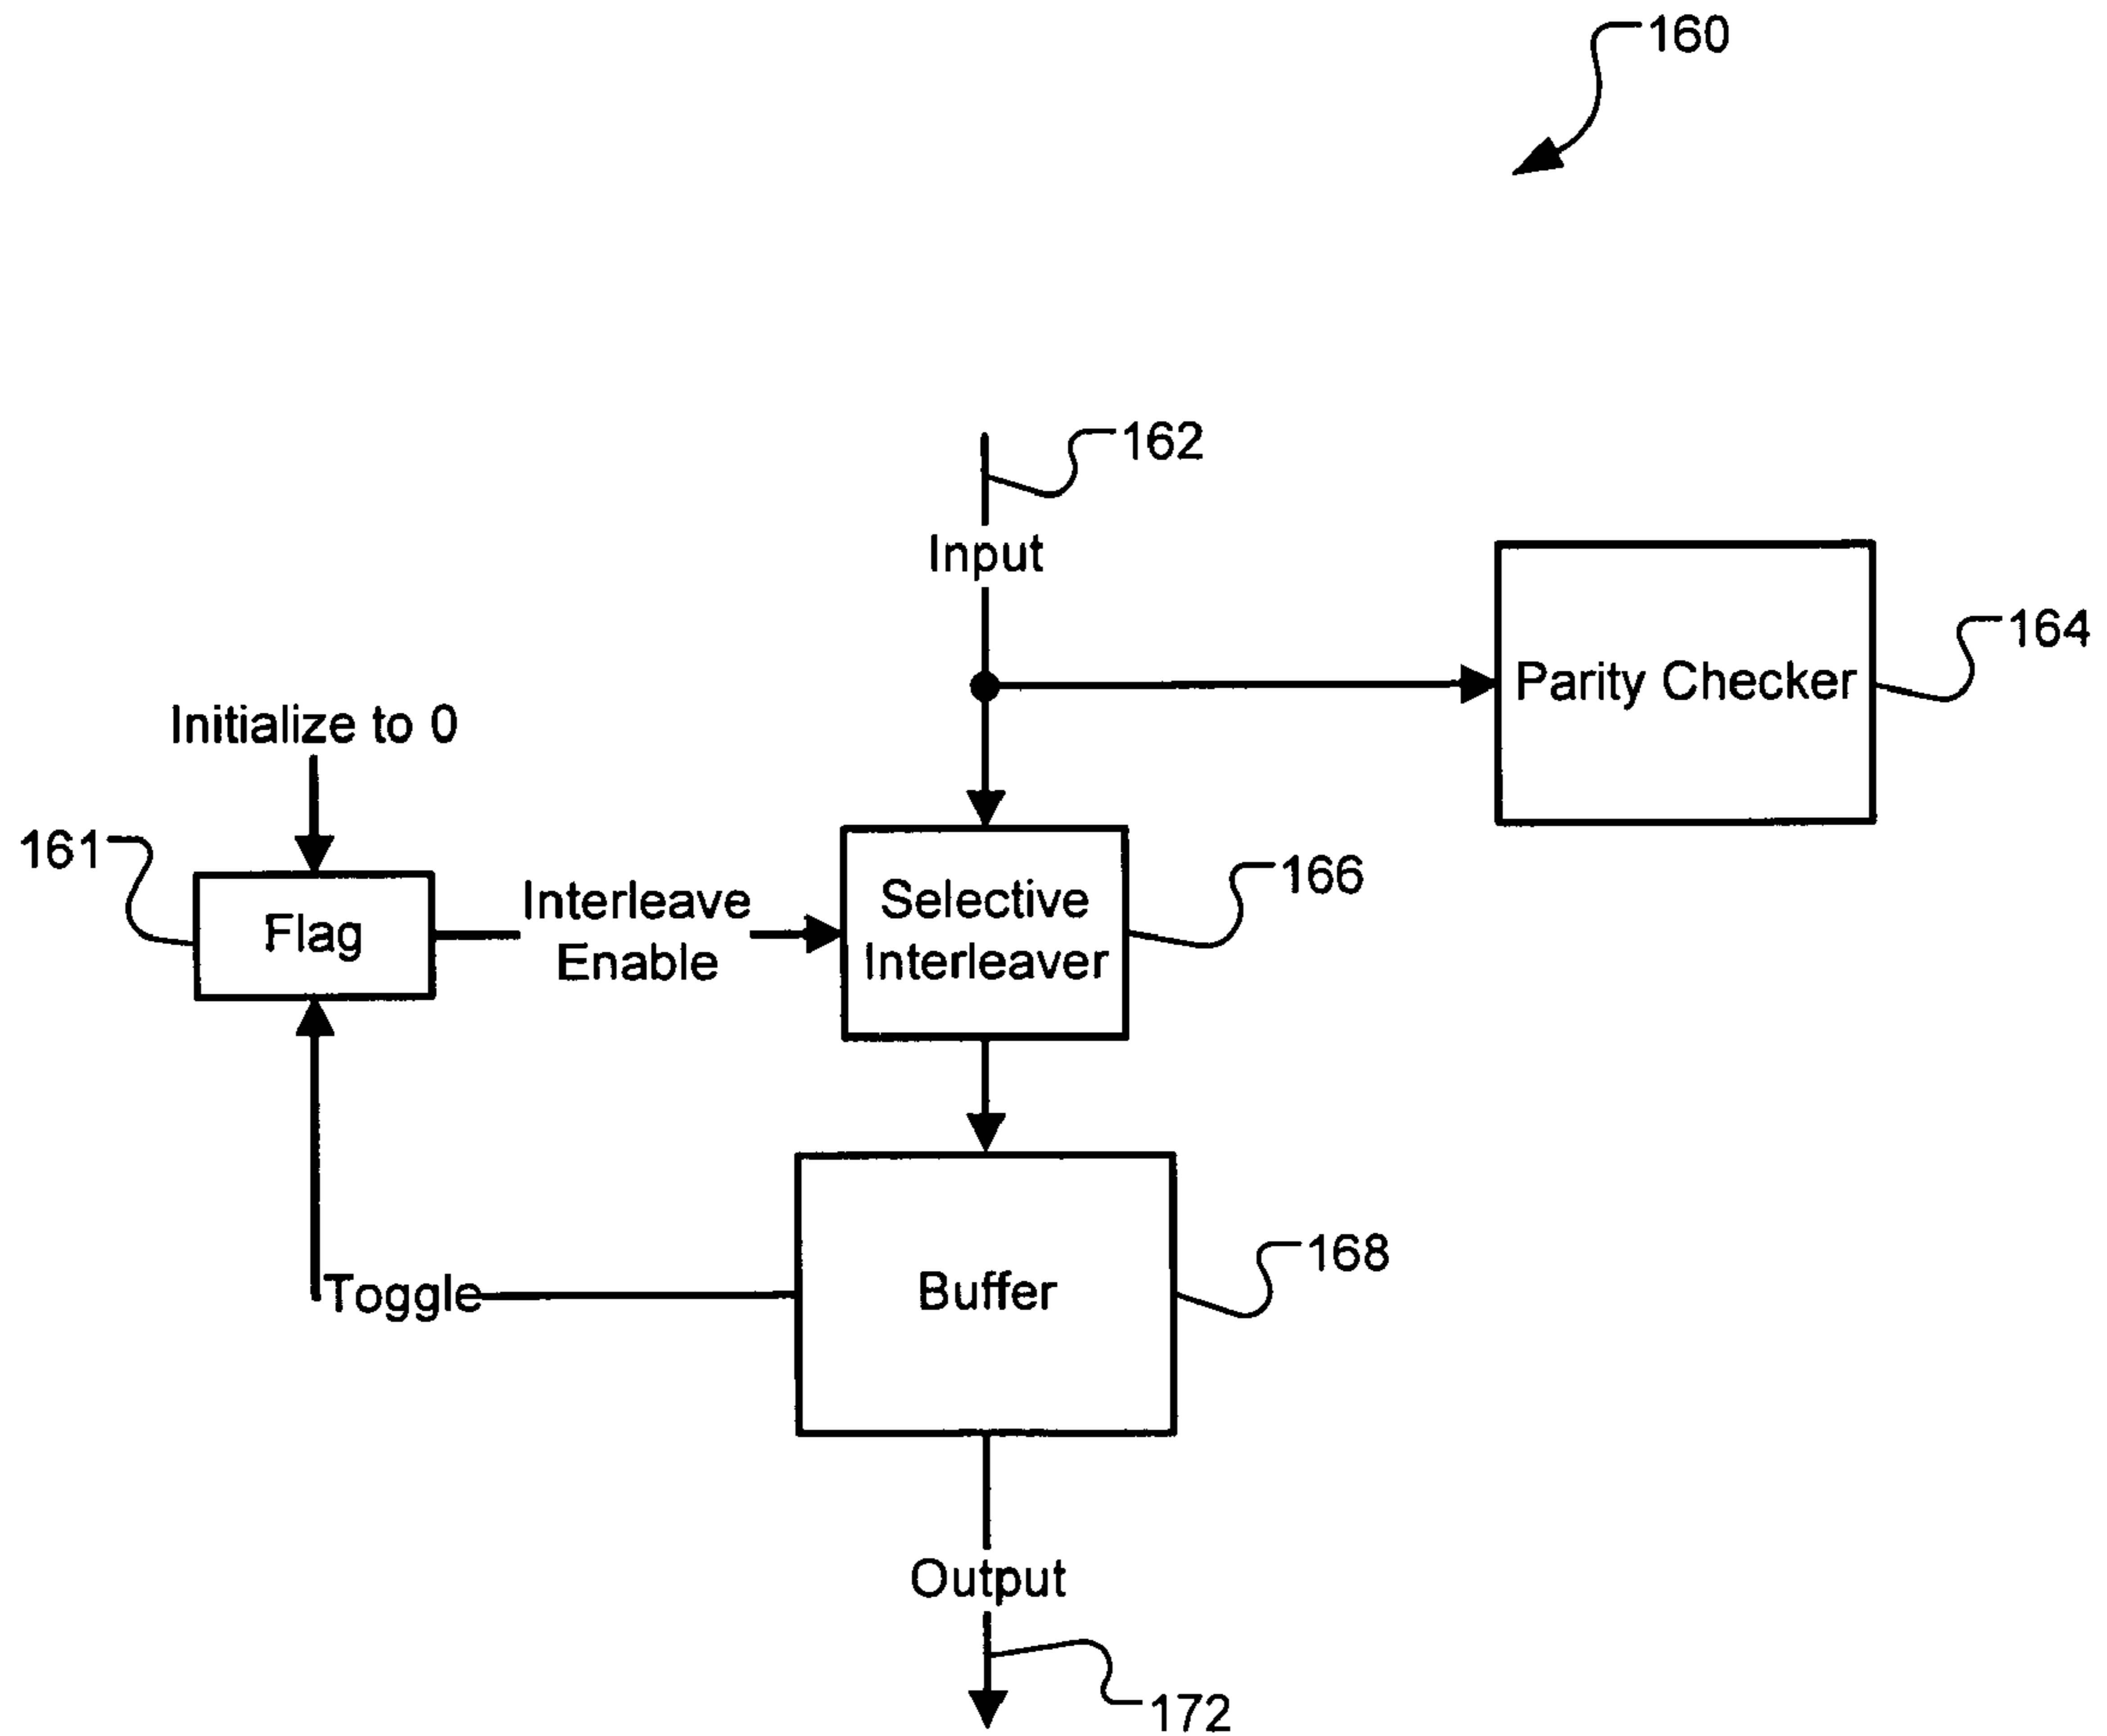 160
162
Input
164
Parity Checker
Initialize to 0
161
Flag
Interleave
Enable
Selective
Interleaver
166
Toggle
Buffer
168
Output
172